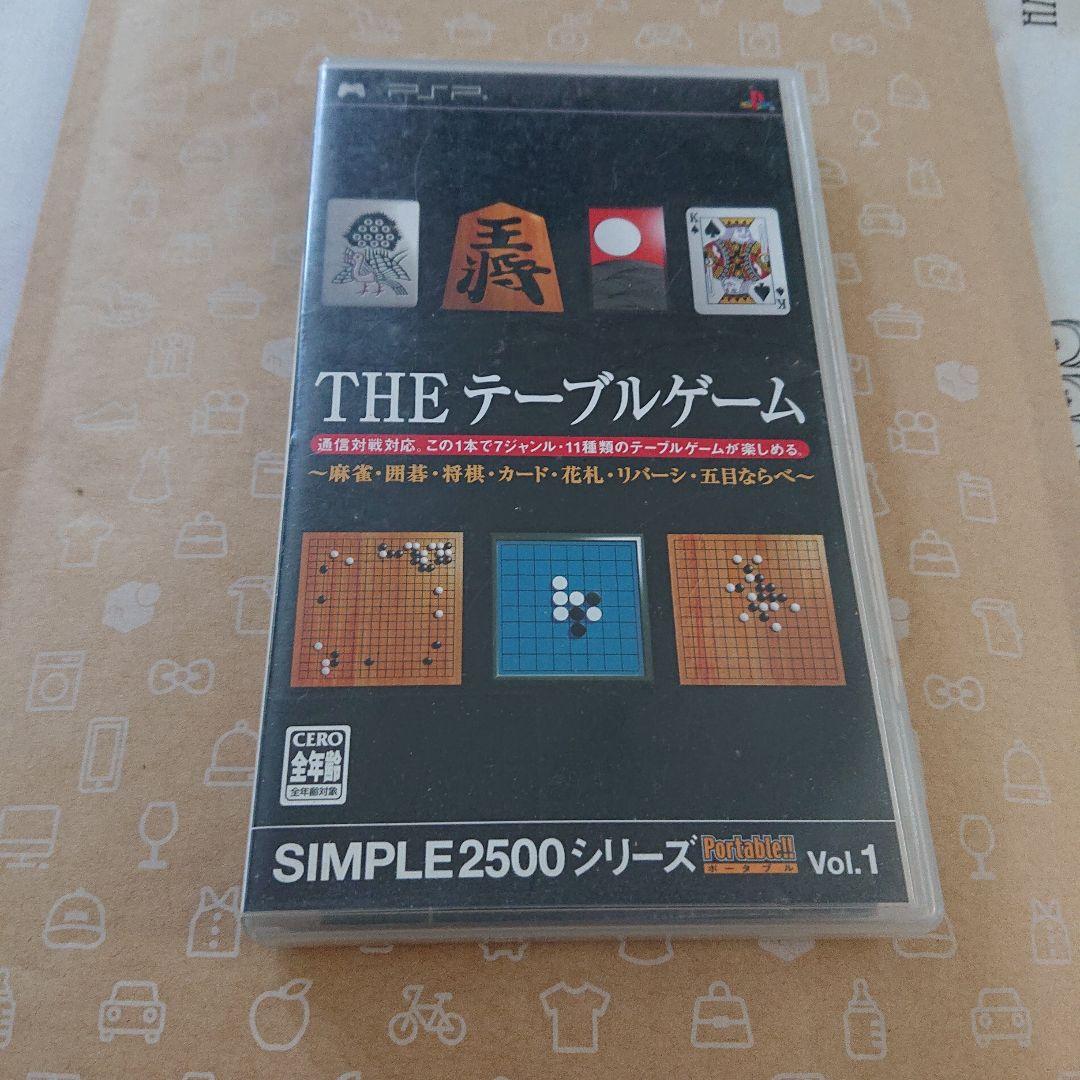 PSP
王将
K
K
THE テーブルゲーム
通信対戦対応。この1本で7ジャンル・11種類のテーブルゲームが楽しめる。
～麻雀・囲碁・将棋・カード・花札・リバーシ・五目ならべ～
CERO
全年齢
全年齢対象
SIMPLE2500シリーズ Portable!! ポータブル Vol.1